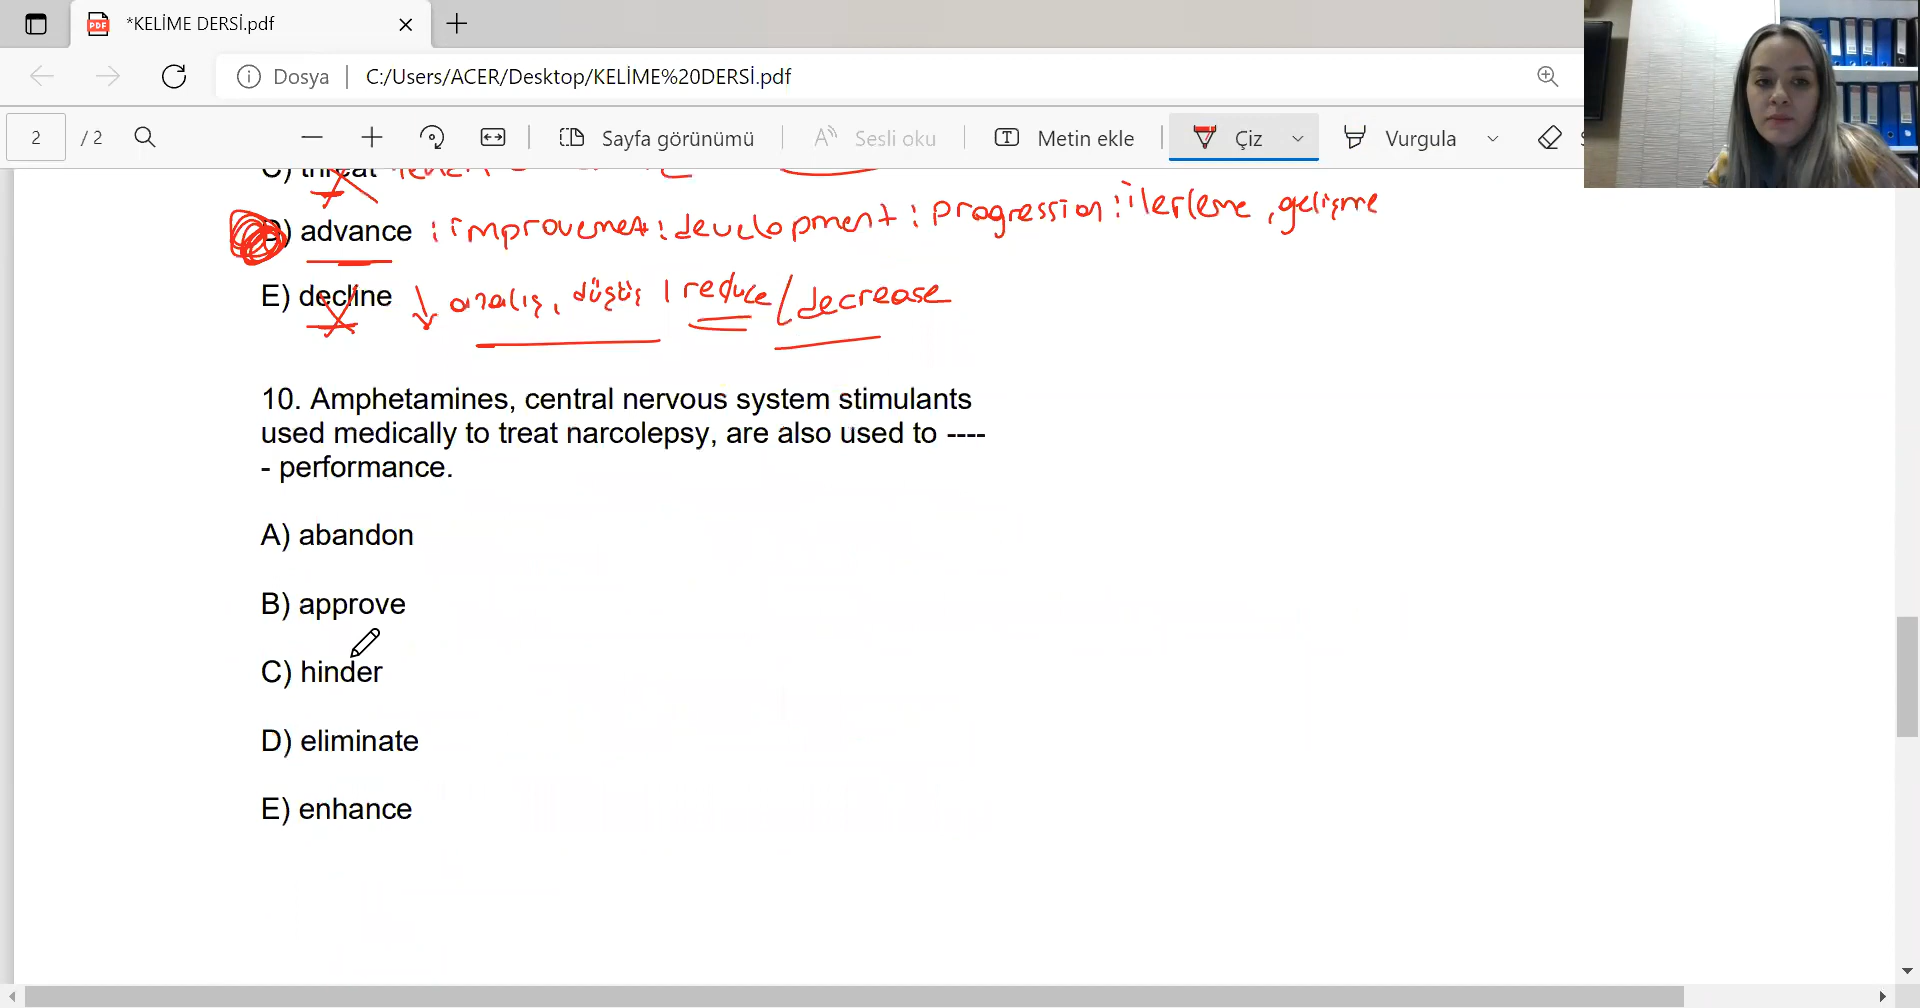 *KELİME DERSİ.pdf
Dosya C:/Users/ACER/Desktop/KELİME%20DERSİ.pdf
2 / 2 Sayfa görünümü Sesli oku Metin ekle Çiz Vurgula
C) threat
D) advance : improvement : development : progression : ilerleme, gelişme
E) decline ↓ azalış, düşüş | reduce / decrease
10. Amphetamines, central nervous system stimulants
used medically to treat narcolepsy, are also used to ----
- performance.
A) abandon
B) approve
C) hinder
D) eliminate
E) enhance